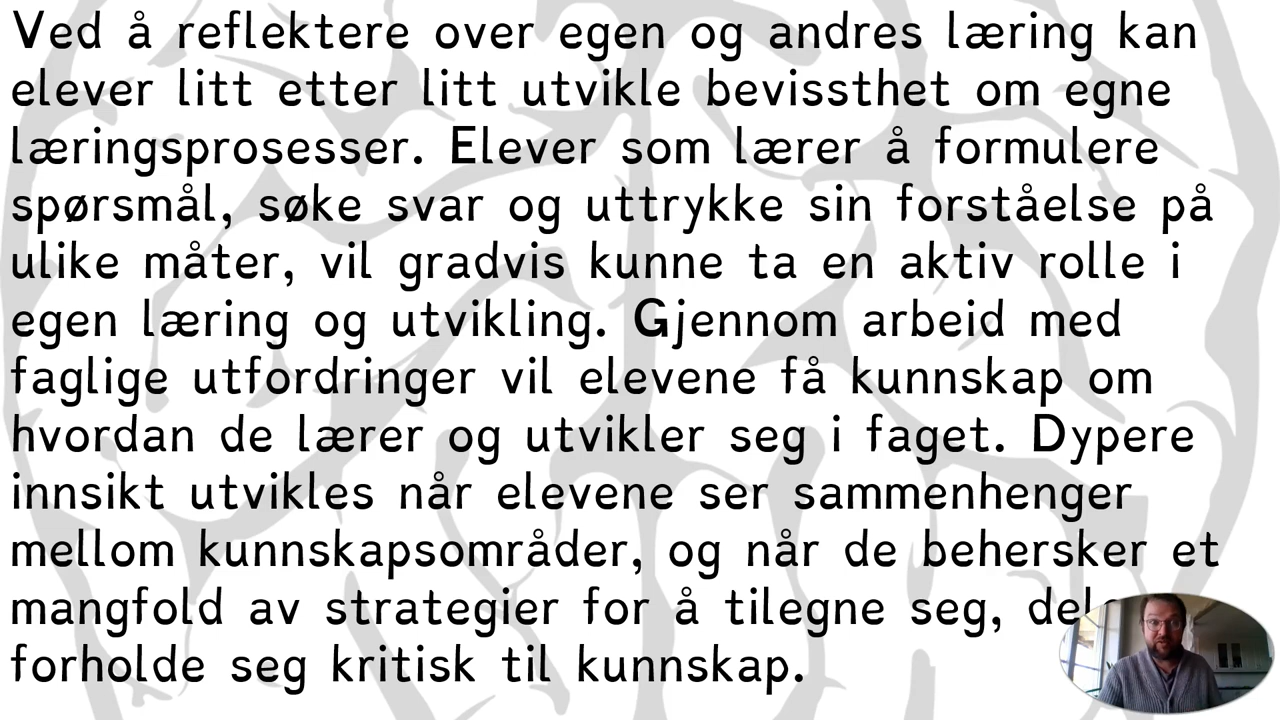 Ved å reflektere over egen og andres læring kan
elever litt etter litt utvikle bevissthet om egne
læringsprosesser. Elever som lærer å formulere
spørsmål, søke svar og uttrykke sin forståelse på
ulike måter, vil gradvis kunne ta en aktiv rolle i
egen læring og utvikling. Gjennom arbeid med
faglige utfordringer vil elevene få kunnskap om
hvordan de lærer og utvikler seg i faget. Dypere
innsikt utvikles når elevene ser sammenhenger
mellom kunnskapsområder, og når de behersker et
mangfold av strategier for å tilegne seg,
forholde seg kritisk til kunnskap.